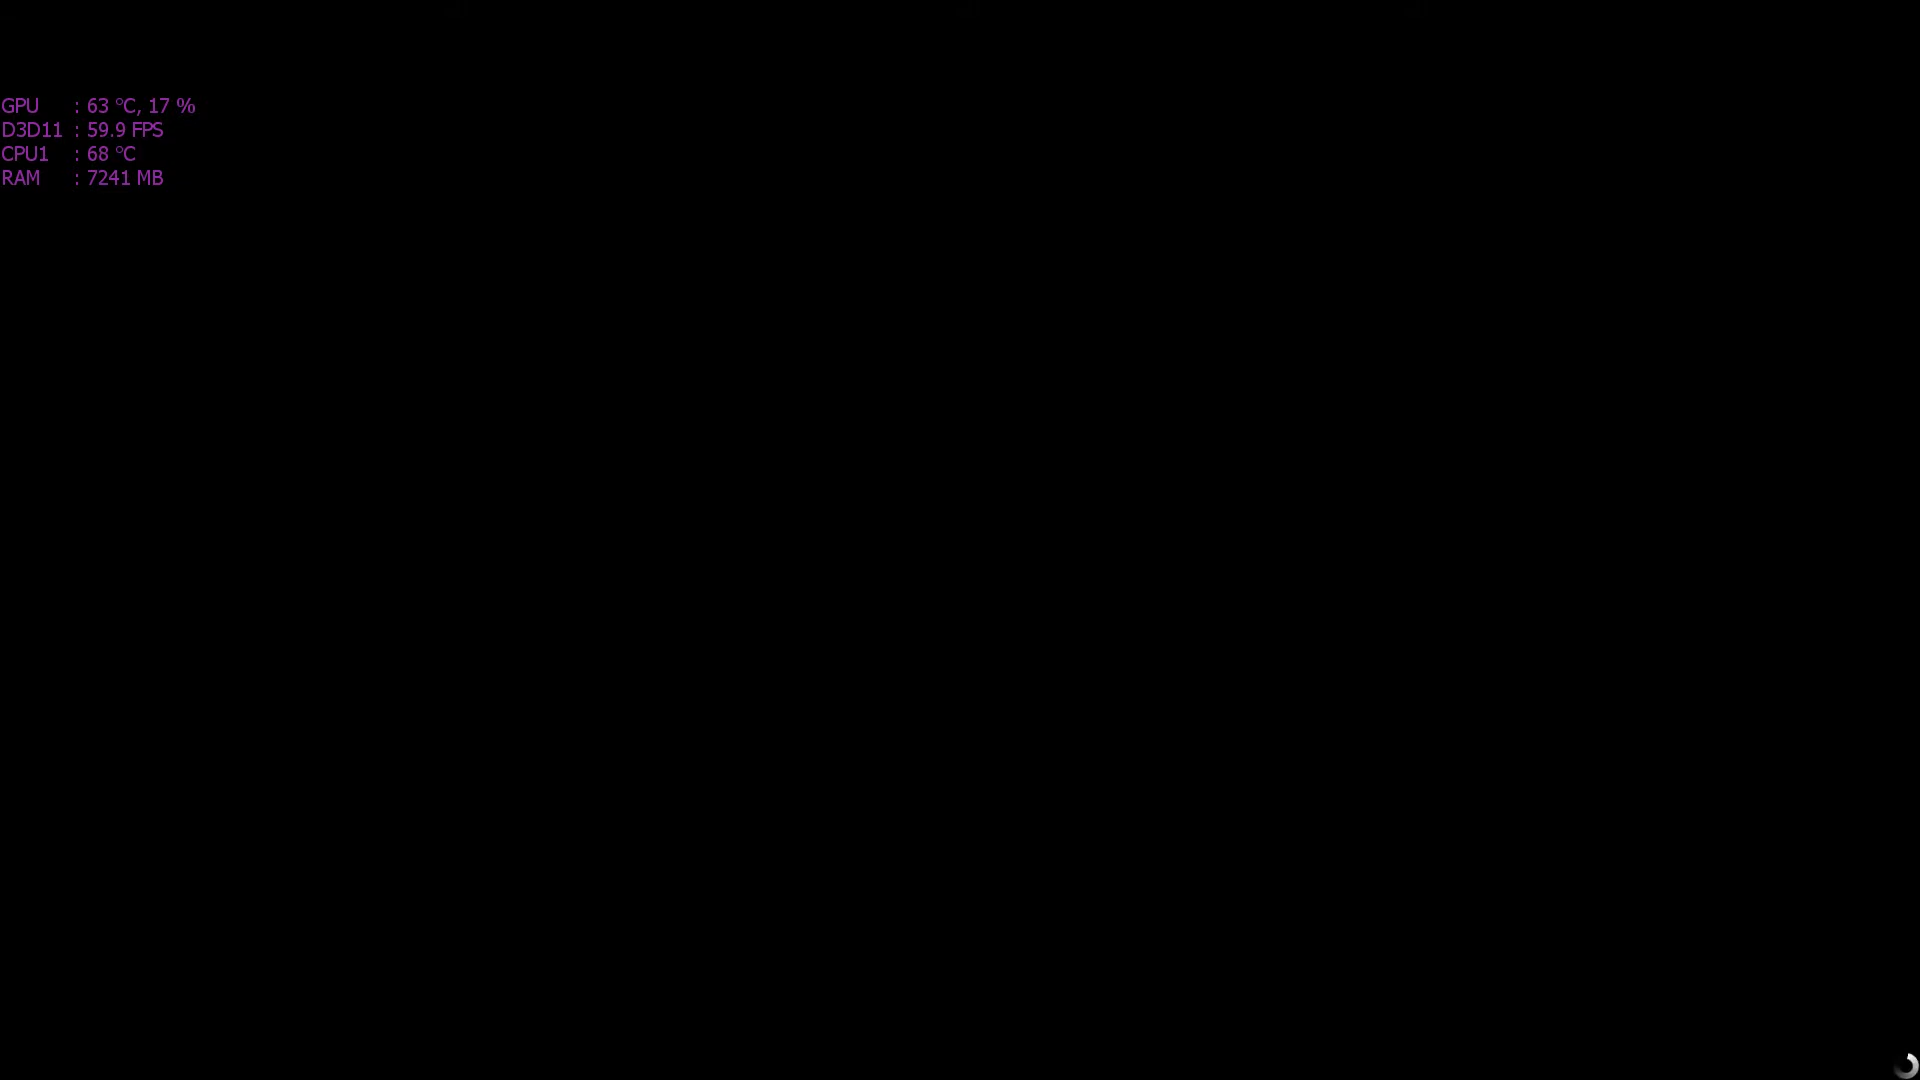 GPU : 63 °C, 17 %
D3D11 : 59.9 FPS
CPU1 : 68 °C
RAM : 7241 MB